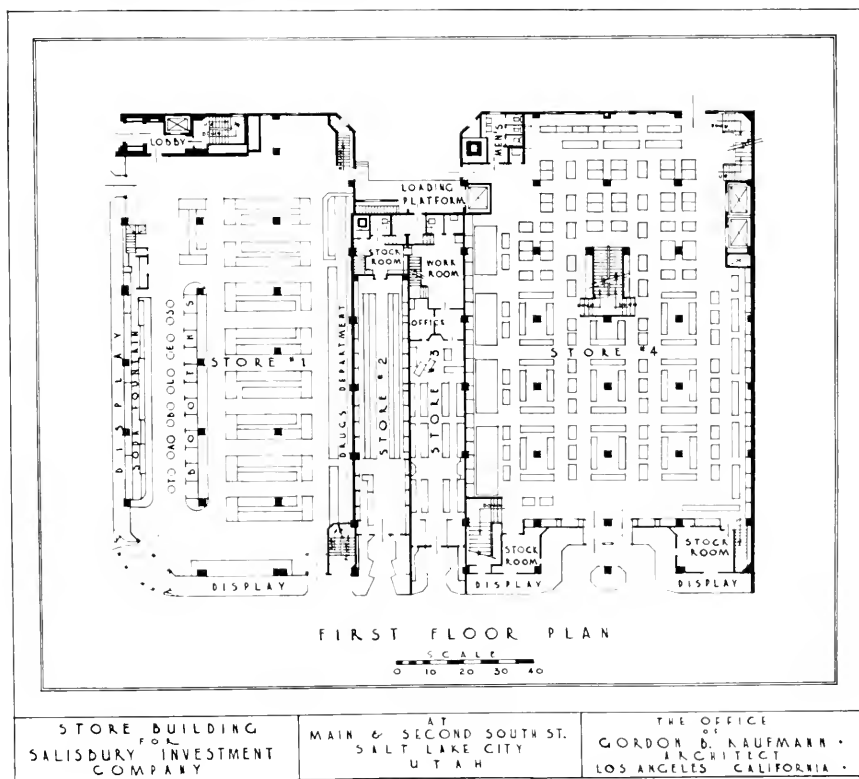 LOBBY
MEN'S
LOADING
PLATFORM
STOCK
ROOM
WORK
ROOM
OFFICE
DISPLAY
SODA FOUNTAIN
STORE #1
DRUGS DEPARTMENT
STORE #2
STORE #3
STORE #4
STOCK
ROOM
STOCK
ROOM
DISPLAY
DISPLAY
DISPLAY
FIRST FLOOR PLAN
SCALE
0 10 20 30 40
STORE BUILDING
FOR
SALISBURY INVESTMENT
COMPANY
AT
MAIN & SECOND SOUTH ST.
SALT LAKE CITY
UTAH
THE OFFICE
OF
GORDON B. KAUFMANN ·
ARCHITECT
LOS ANGELES CALIFORNIA ·